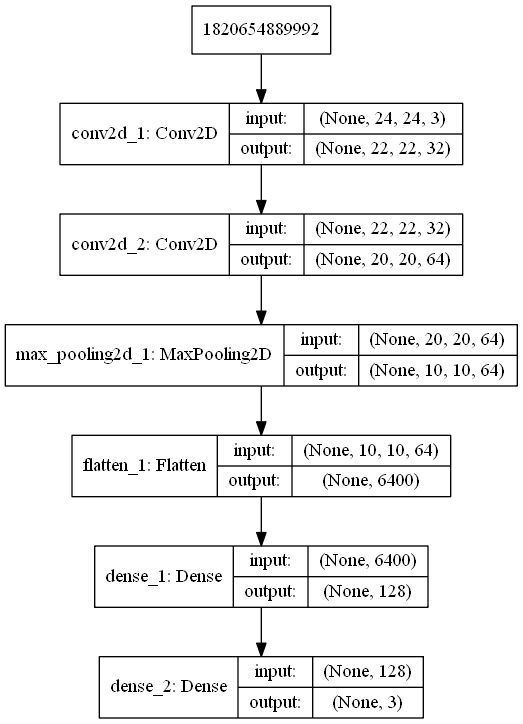 1820654889992
conv2d_1: Conv2D
input:
(None, 24, 24, 3)
output:
(None, 22, 22, 32)
conv2d_2: Conv2D
input:
(None, 22, 22, 32)
output:
(None, 20, 20, 64)
max_pooling2d_1: MaxPooling2D
input:
(None, 20, 20, 64)
output:
(None, 10, 10, 64)
flatten_1: Flatten
input:
(None, 10, 10, 64)
output:
(None, 6400)
dense_1: Dense
input:
(None, 6400)
output:
(None, 128)
dense_2: Dense
input:
(None, 128)
output:
(None, 3)